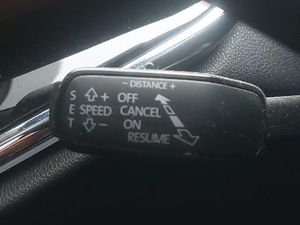 – DISTANCE +
S + OFF
E SPEED CANCEL
T – ON
RESUME